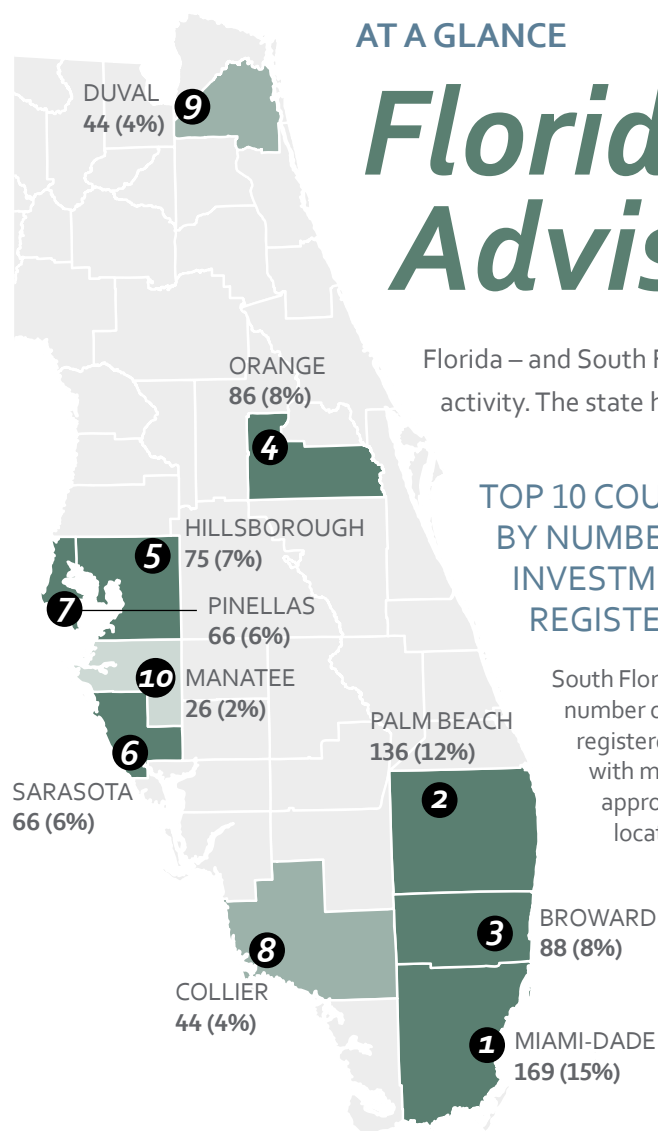 AT A GLANCE
Florid
Advis
Florida – and South F
activity. The state h
TOP 10 COU
BY NUMBE
INVESTM
REGISTE
South Flor
number o
registere
with m
appro
locat
DUVAL
44 (4%)
9
ORANGE
86 (8%)
4
HILLSBOROUGH
75 (7%)
5
PINELLAS
66 (6%)
7
MANATEE
26 (2%)
10
SARASOTA
66 (6%)
6
PALM BEACH
136 (12%)
2
BROWARD
88 (8%)
3
COLLIER
44 (4%)
8
MIAMI-DADE
169 (15%)
1